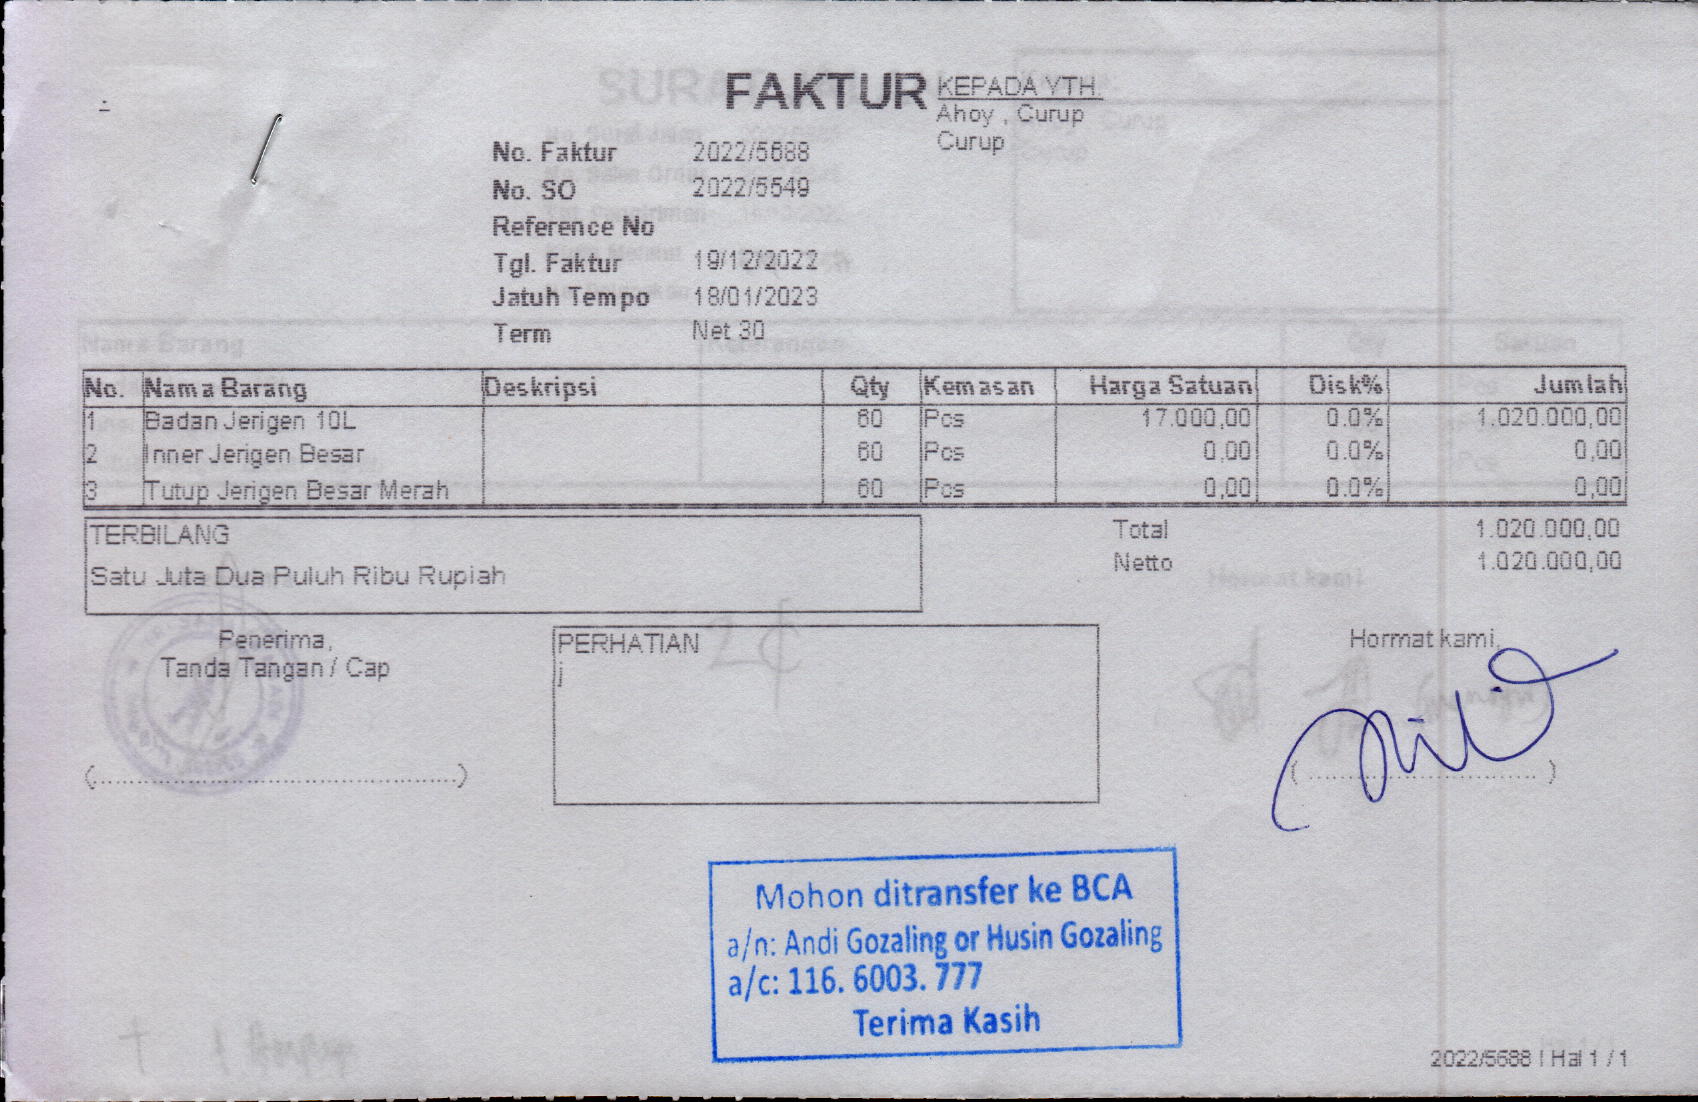 FAKTUR
KEPADA YTH.
Ahoy , Curup
Curup
No. Faktur 2022/5688
No. SO 2022/5549
Reference No
Tgl. Faktur 19/12/2022
Jatuh Tempo 18/01/2023
Term Net 30
No. Nama Barang Deskripsi Qty Kemasan Harga Satuan Disk% Jumlah
1 Badan Jerigen 10L 60 Pcs 17.000,00 0.0% 1.020.000,00
2 Inner Jerigen Besar 60 Pcs 0,00 0.0% 0,00
3 Tutup Jerigen Besar Merah 60 Pcs 0,00 0.0% 0,00
TERBILANG
Satu Juta Dua Puluh Ribu Rupiah
Total 1.020.000,00
Netto 1.020.000,00
Penerima,
Tanda Tangan / Cap
(....................................................)
PERHATIAN
j
Hormat kami,
( ................................ )
Mohon ditransfer ke BCA
a/n: Andi Gozaling or Husin Gozaling
a/c: 116. 6003. 777
Terima Kasih
2022/5688 | Hal 1 / 1